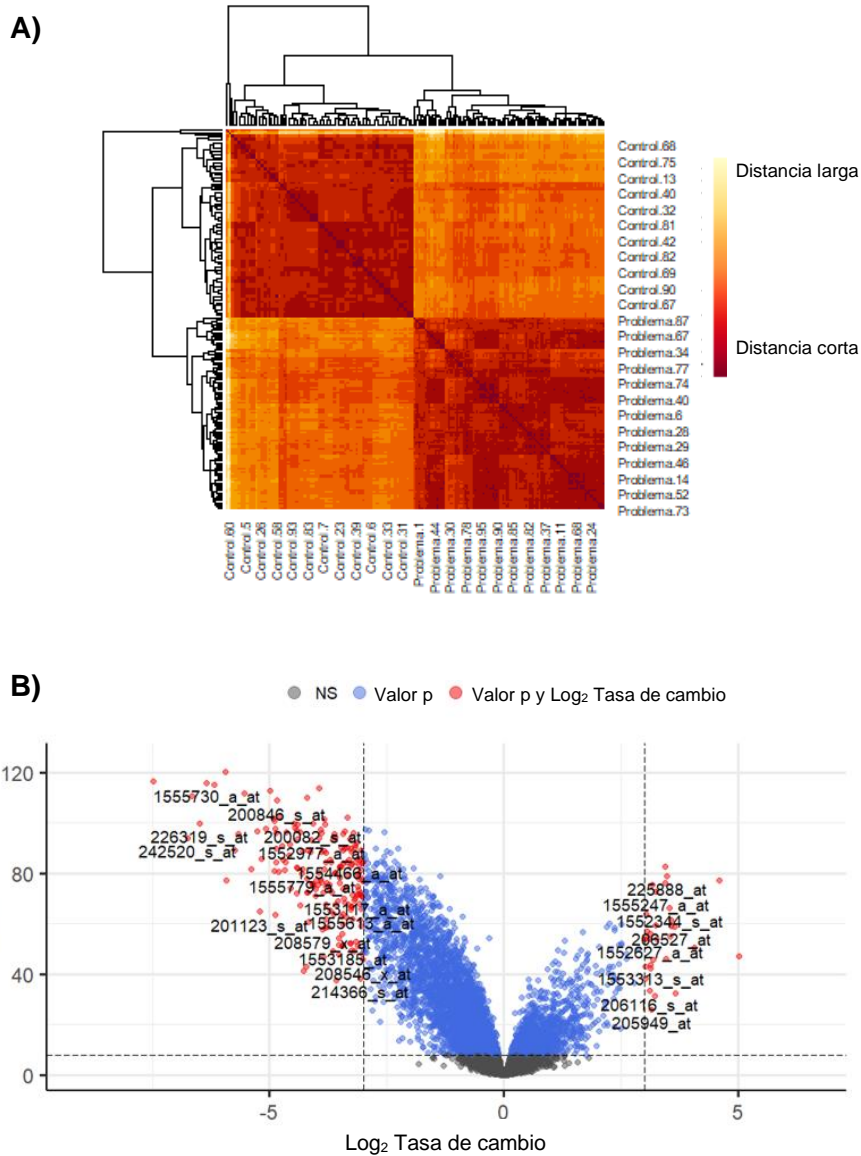 A)
Control.68
Control.75
Control.13
Control.40
Control.32
Control.81
Control.42
Control.82
Control.69
Control.90
Control.67
Problema.87
Problema.67
Problema.34
Problema.77
Problema.74
Problema.40
Problema.6
Problema.28
Problema.29
Problema.46
Problema.14
Problema.52
Problema.73
Distancia larga
Distancia corta
Control.60
Control.5
Control.26
Control.58
Control.93
Control.83
Control.7
Control.23
Control.39
Control.6
Control.33
Control.31
Problema.1
Problema.44
Problema.30
Problema.78
Problema.95
Problema.90
Problema.85
Problema.82
Problema.37
Problema.11
Problema.68
Problema.24
B)
NS Valor p Valor p y Log₂ Tasa de cambio
120
80
40
0
1555730_a_at
200846_s_at
226319_s_at
200082_s_at
242520_s_at
1552977_a_at
1554466_a_at
1555779_a_at
1553117_a_at
201123_s_at
1555613_a_at
208579_x_at
1553185_at
208546_x_at
214366_s_at
225888_at
1555247_a_at
1552344_s_at
206527_at
1552627_a_at
1553313_s_at
206116_s_at
205949_at
-5 0 5
Log₂ Tasa de cambio